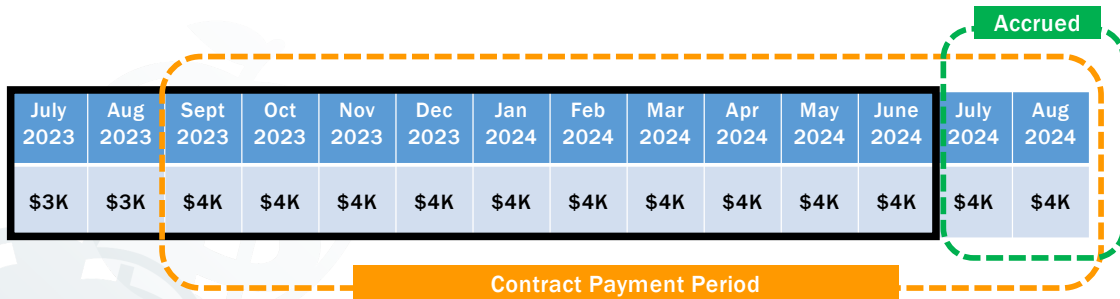 Accrued
July Aug Sept Oct Nov Dec Jan Feb Mar Apr May June July Aug
2023 2023 2023 2023 2023 2023 2024 2024 2024 2024 2024 2024 2024 2024
$3K $3K $4K $4K $4K $4K $4K $4K $4K $4K $4K $4K $4K $4K
Contract Payment Period